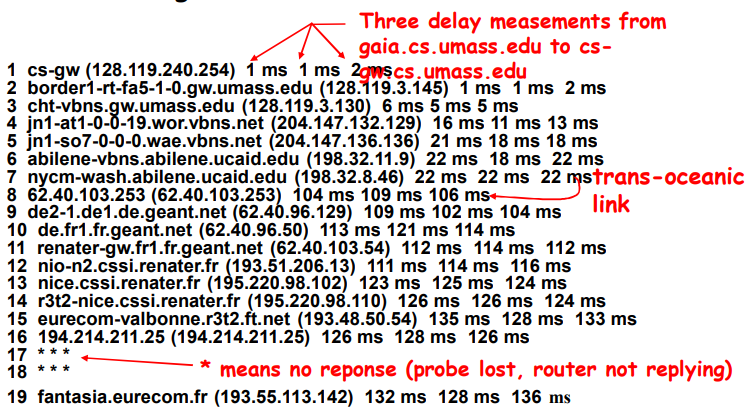 Three delay measements from
gaia.cs.umass.edu to cs-
gw.cs.umass.edu
1 cs-gw (128.119.240.254) 1 ms 1 ms 2 ms
2 border1-rt-fa5-1-0.gw.umass.edu (128.119.3.145) 1 ms 1 ms 2 ms
3 cht-vbns.gw.umass.edu (128.119.3.130) 6 ms 5 ms 5 ms
4 jn1-at1-0-0-19.wor.vbns.net (204.147.132.129) 16 ms 11 ms 13 ms
5 jn1-so7-0-0-0.wae.vbns.net (204.147.136.136) 21 ms 18 ms 18 ms
6 abilene-vbns.abilene.ucaid.edu (198.32.11.9) 22 ms 18 ms 22 ms
7 nycm-wash.abilene.ucaid.edu (198.32.8.46) 22 ms 22 ms 22 ms
trans-oceanic
link
8 62.40.103.253 (62.40.103.253) 104 ms 109 ms 106 ms
9 de2-1.de1.de.geant.net (62.40.96.129) 109 ms 102 ms 104 ms
10 de.fr1.fr.geant.net (62.40.96.50) 113 ms 121 ms 114 ms
11 renater-gw.fr1.fr.geant.net (62.40.103.54) 112 ms 114 ms 112 ms
12 nio-n2.cssi.renater.fr (193.51.206.13) 111 ms 114 ms 116 ms
13 nice.cssi.renater.fr (195.220.98.102) 123 ms 125 ms 124 ms
14 r3t2-nice.cssi.renater.fr (195.220.98.110) 126 ms 126 ms 124 ms
15 eurecom-valbonne.r3t2.ft.net (193.48.50.54) 135 ms 128 ms 133 ms
16 194.214.211.25 (194.214.211.25) 126 ms 128 ms 126 ms
17 * * *
18 * * *
* means no reponse (probe lost, router not replying)
19 fantasia.eurecom.fr (193.55.113.142) 132 ms 128 ms 136 ms